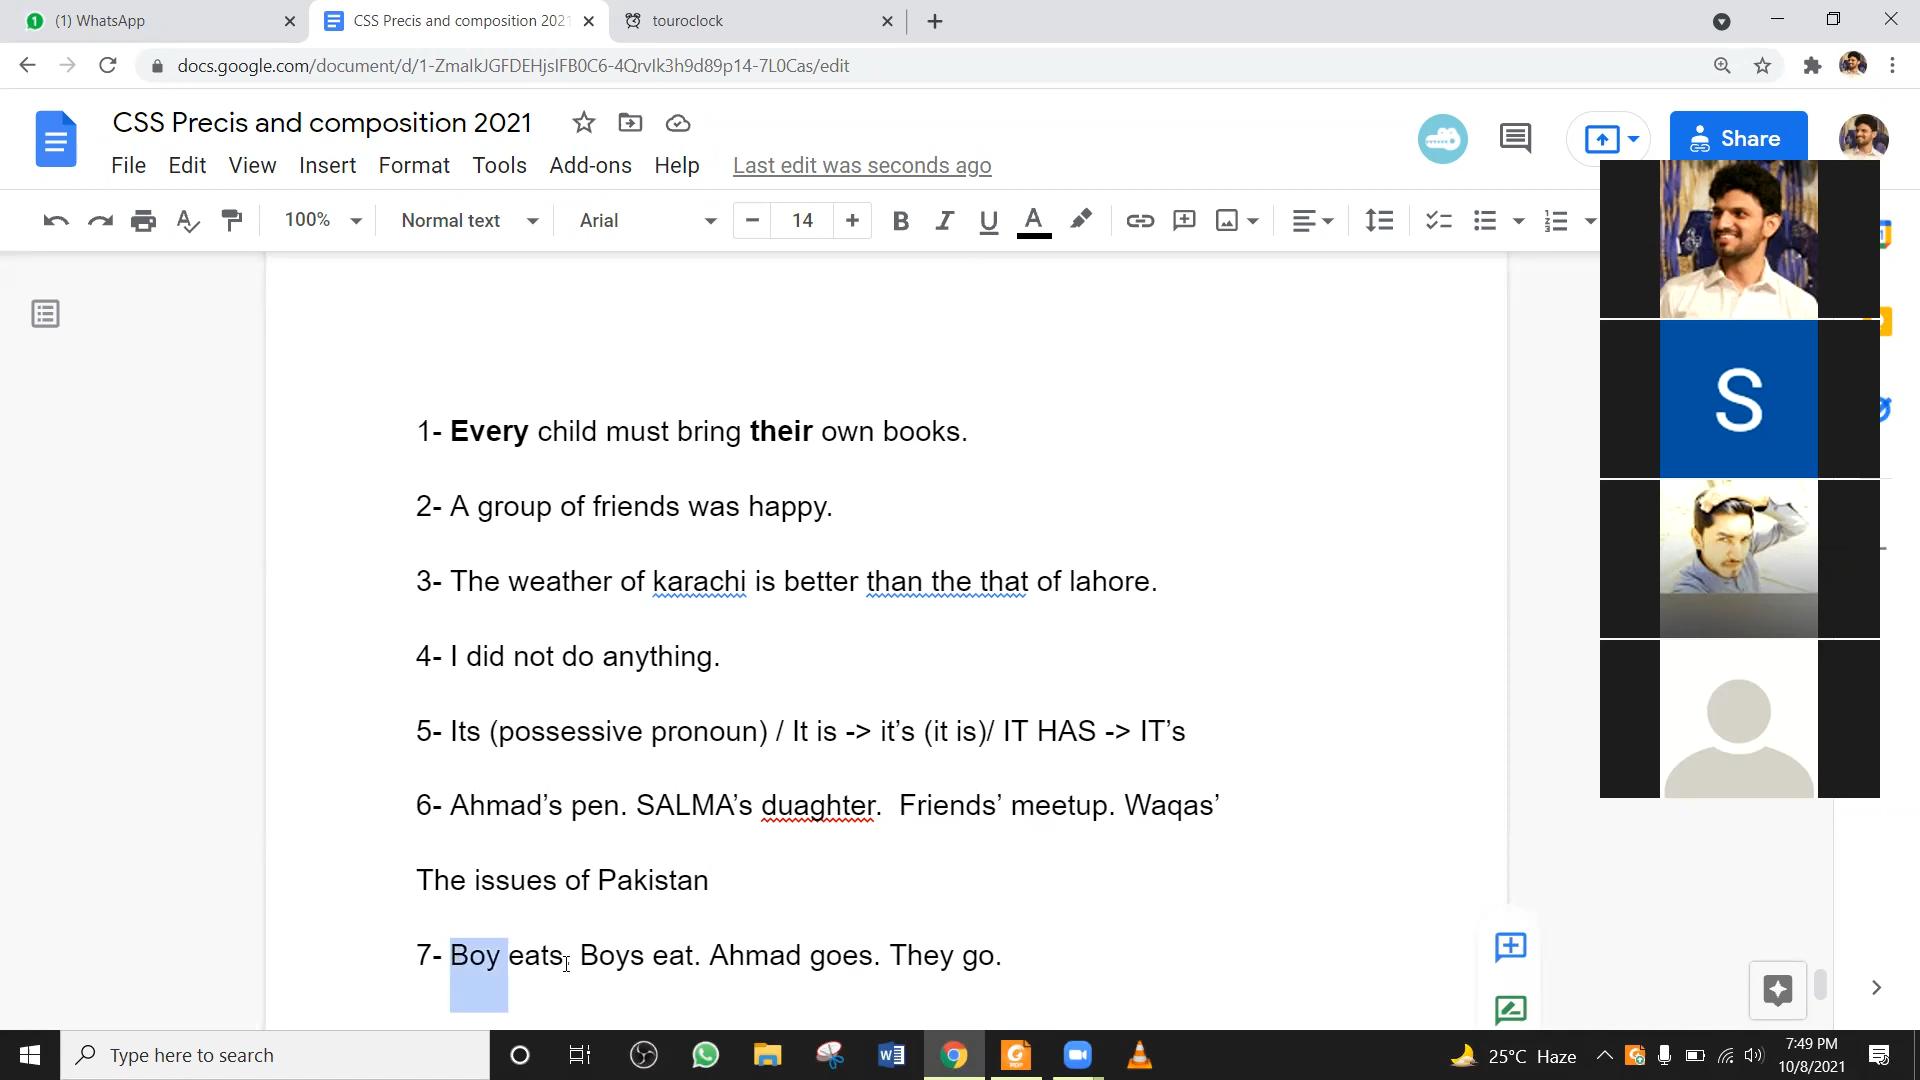 (1) WhatsApp
CSS Precis and composition 2021
touroclock
docs.google.com/document/d/1-ZmaIkJGFDEHjsIFB0C6-4QrvIk3h9d89p14-7L0Cas/edit
CSS Precis and composition 2021
File Edit View Insert Format Tools Add-ons Help Last edit was seconds ago
Share
100% Normal text Arial 14 B I U A
1- Every child must bring their own books.
2- A group of friends was happy.
3- The weather of karachi is better than the that of lahore.
4- I did not do anything.
5- Its (possessive pronoun) / It is -> it’s (it is)/ IT HAS -> IT’s
6- Ahmad’s pen. SALMA’s duaghter. Friends’ meetup. Waqas’
The issues of Pakistan
7- Boy eats. Boys eat. Ahmad goes. They go.
S
Type here to search
25°C Haze
7:49 PM
10/8/2021